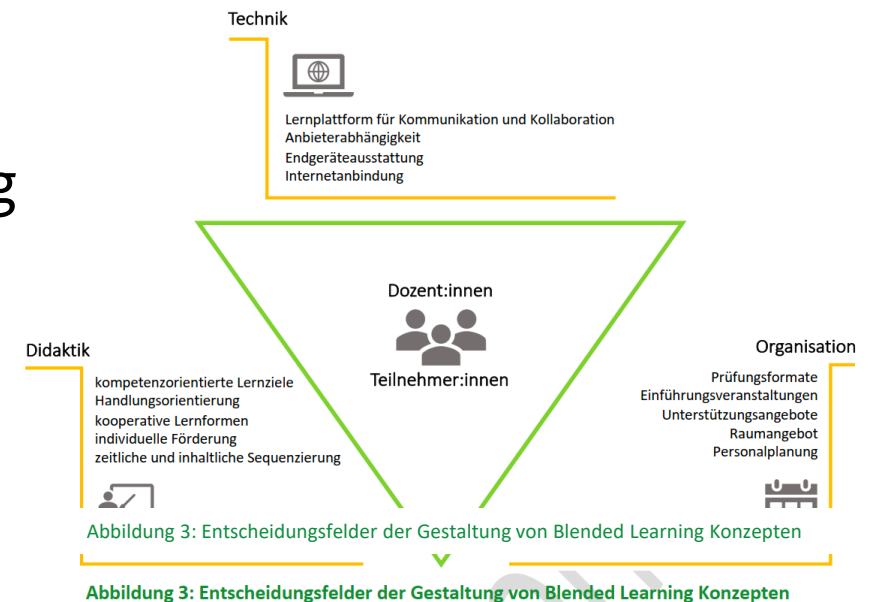 Technik
Lernplattform für Kommunikation und Kollaboration
Anbieterabhängigkeit
Endgeräteausstattung
Internetanbindung
g
Dozent:innen
Teilnehmer:innen
Didaktik
kompetenzorientierte Lernziele
Handlungsorientierung
kooperative Lernformen
individuelle Förderung
zeitliche und inhaltliche Sequenzierung
Organisation
Prüfungsformate
Einführungsveranstaltungen
Unterstützungsangebote
Raumangebot
Personalplanung
Abbildung 3: Entscheidungsfelder der Gestaltung von Blended Learning Konzepten
Abbildung 3: Entscheidungsfelder der Gestaltung von Blended Learning Konzepten